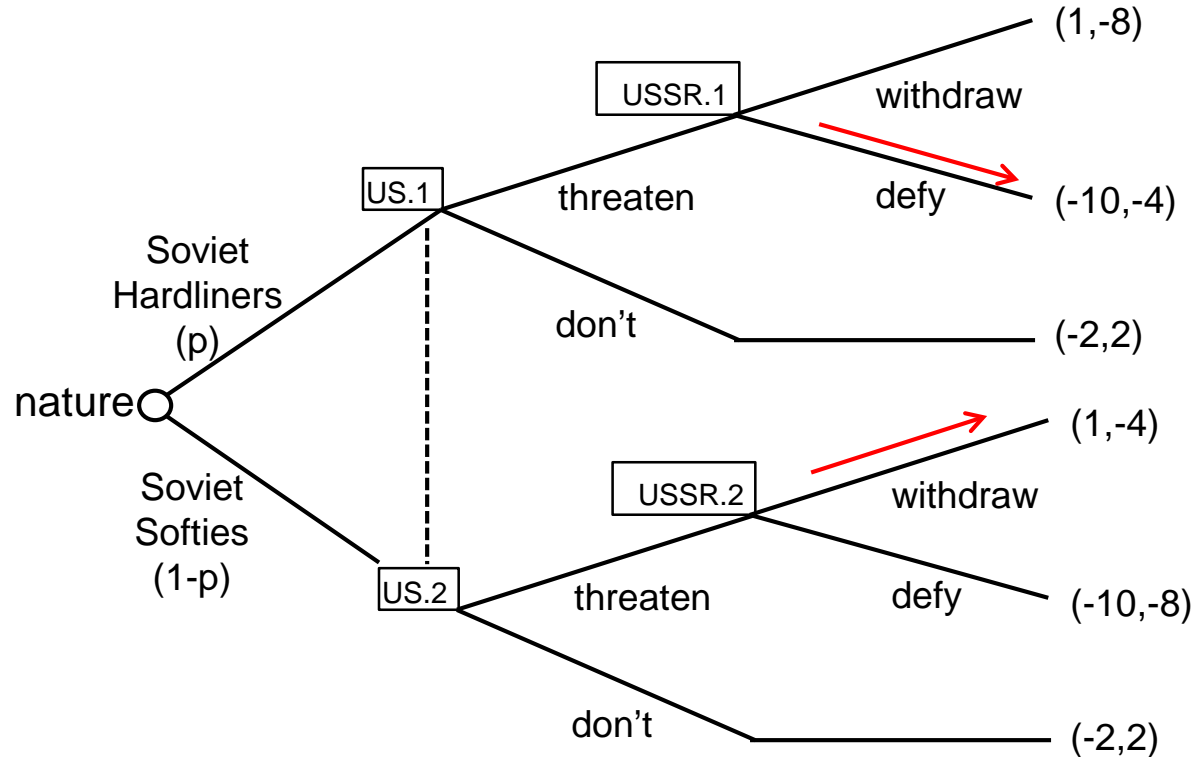 (1,-8)
USSR.1
withdraw
US.1
threaten
defy
(-10,-4)
Soviet
Hardliners
(p)
don't
(-2,2)
nature
(1,-4)
Soviet
Softies
(1-p)
USSR.2
withdraw
US.2
threaten
defy
(-10,-8)
don't
(-2,2)